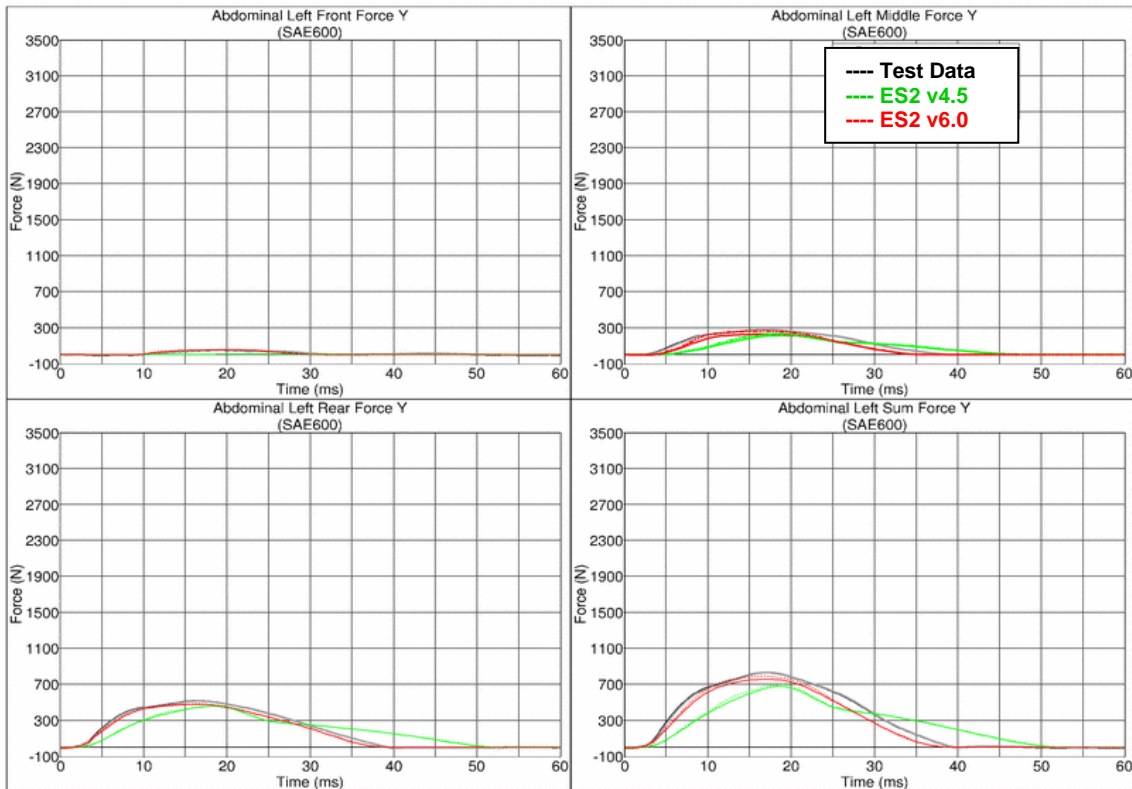 Abdominal Left Front Force Y
(SAE600)
3500
3100
2700
2300
1900
1500
1100
700
300
-100
Force (N)
0 10 20 30 40 50 60
Time (ms)
Abdominal Left Middle Force Y
(SAE600)
---- Test Data
---- ES2 v4.5
---- ES2 v6.0
3500
3100
2700
2300
1900
1500
1100
700
300
-100
Force (N)
0 10 20 30 40 50 60
Time (ms)
Abdominal Left Rear Force Y
(SAE600)
3500
3100
2700
2300
1900
1500
1100
700
300
-100
Force (N)
0 10 20 30 40 50 60
Time (ms)
Abdominal Left Sum Force Y
(SAE600)
3500
3100
2700
2300
1900
1500
1100
700
300
-100
Force (N)
0 10 20 30 40 50 60
Time (ms)